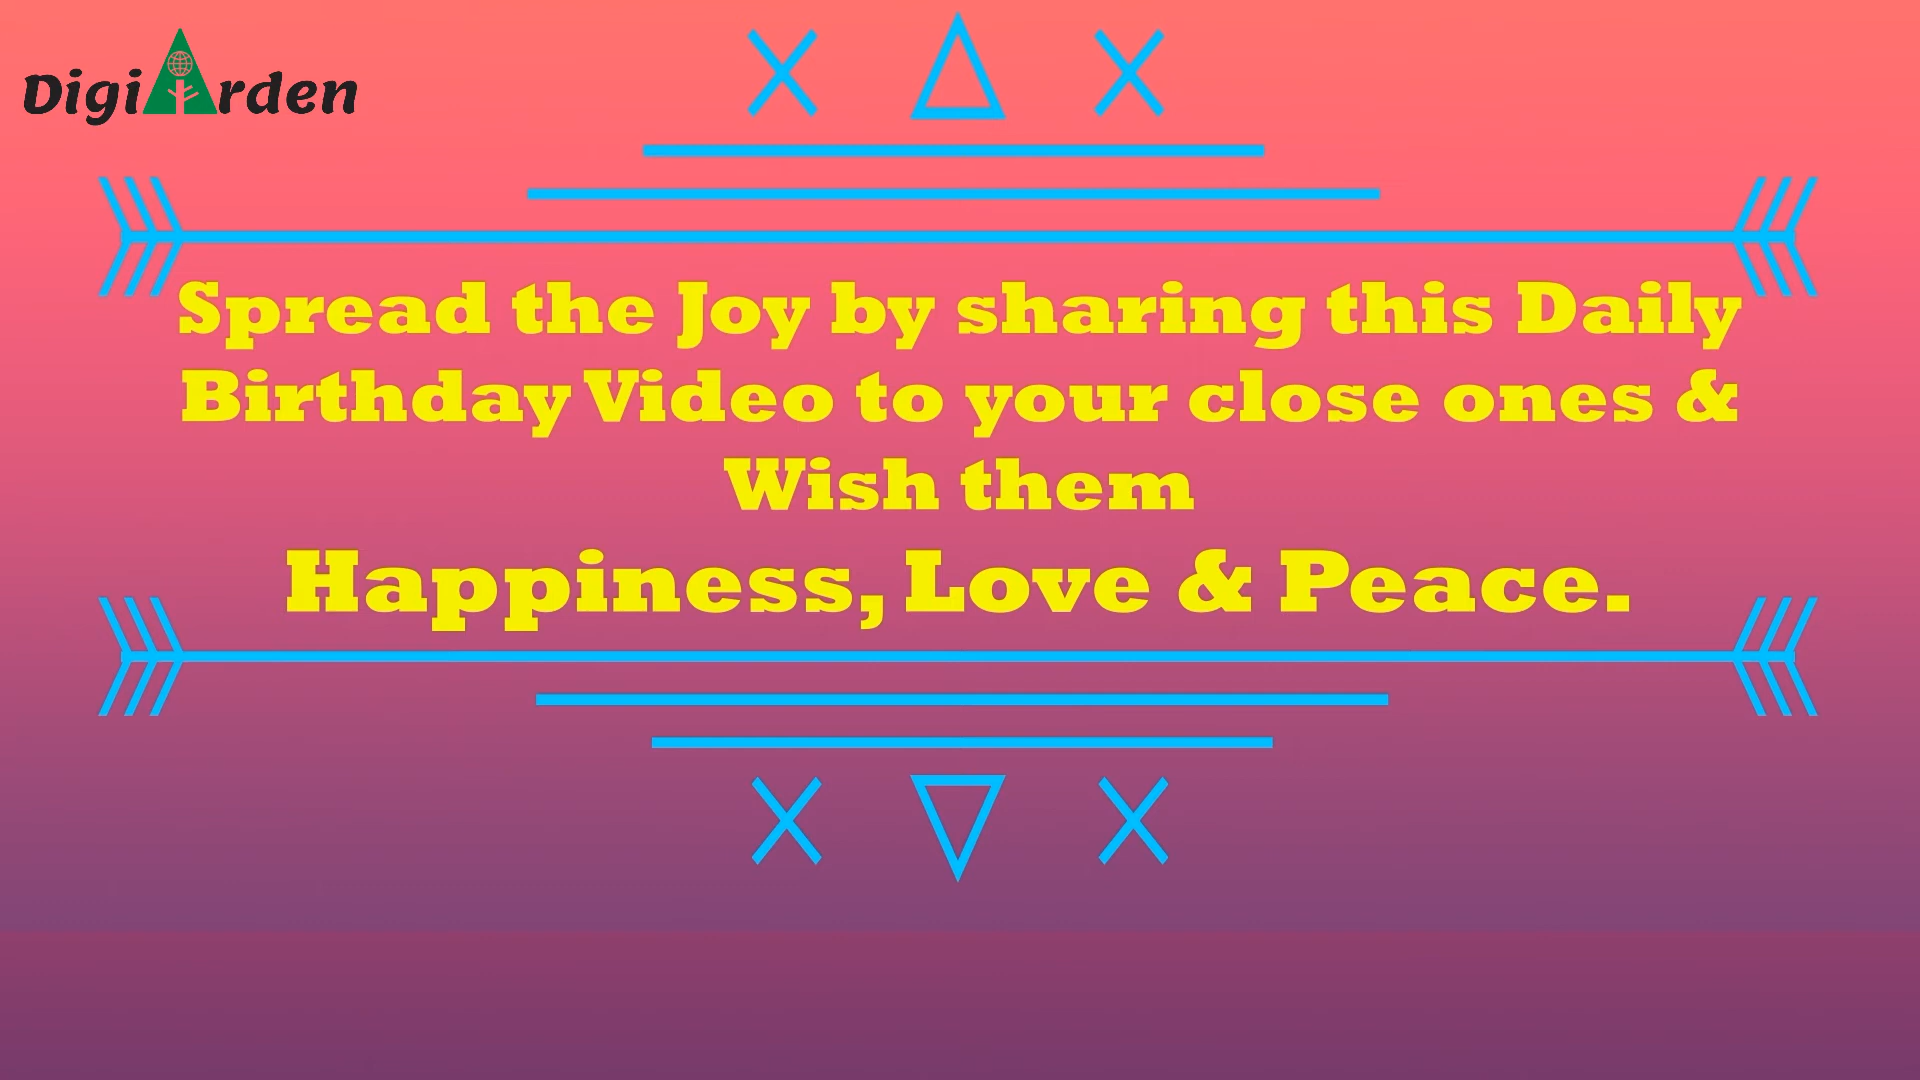 DigiArden
Spread the Joy by sharing this Daily
Birthday Video to your close ones &
Wish them
Happiness, Love & Peace.